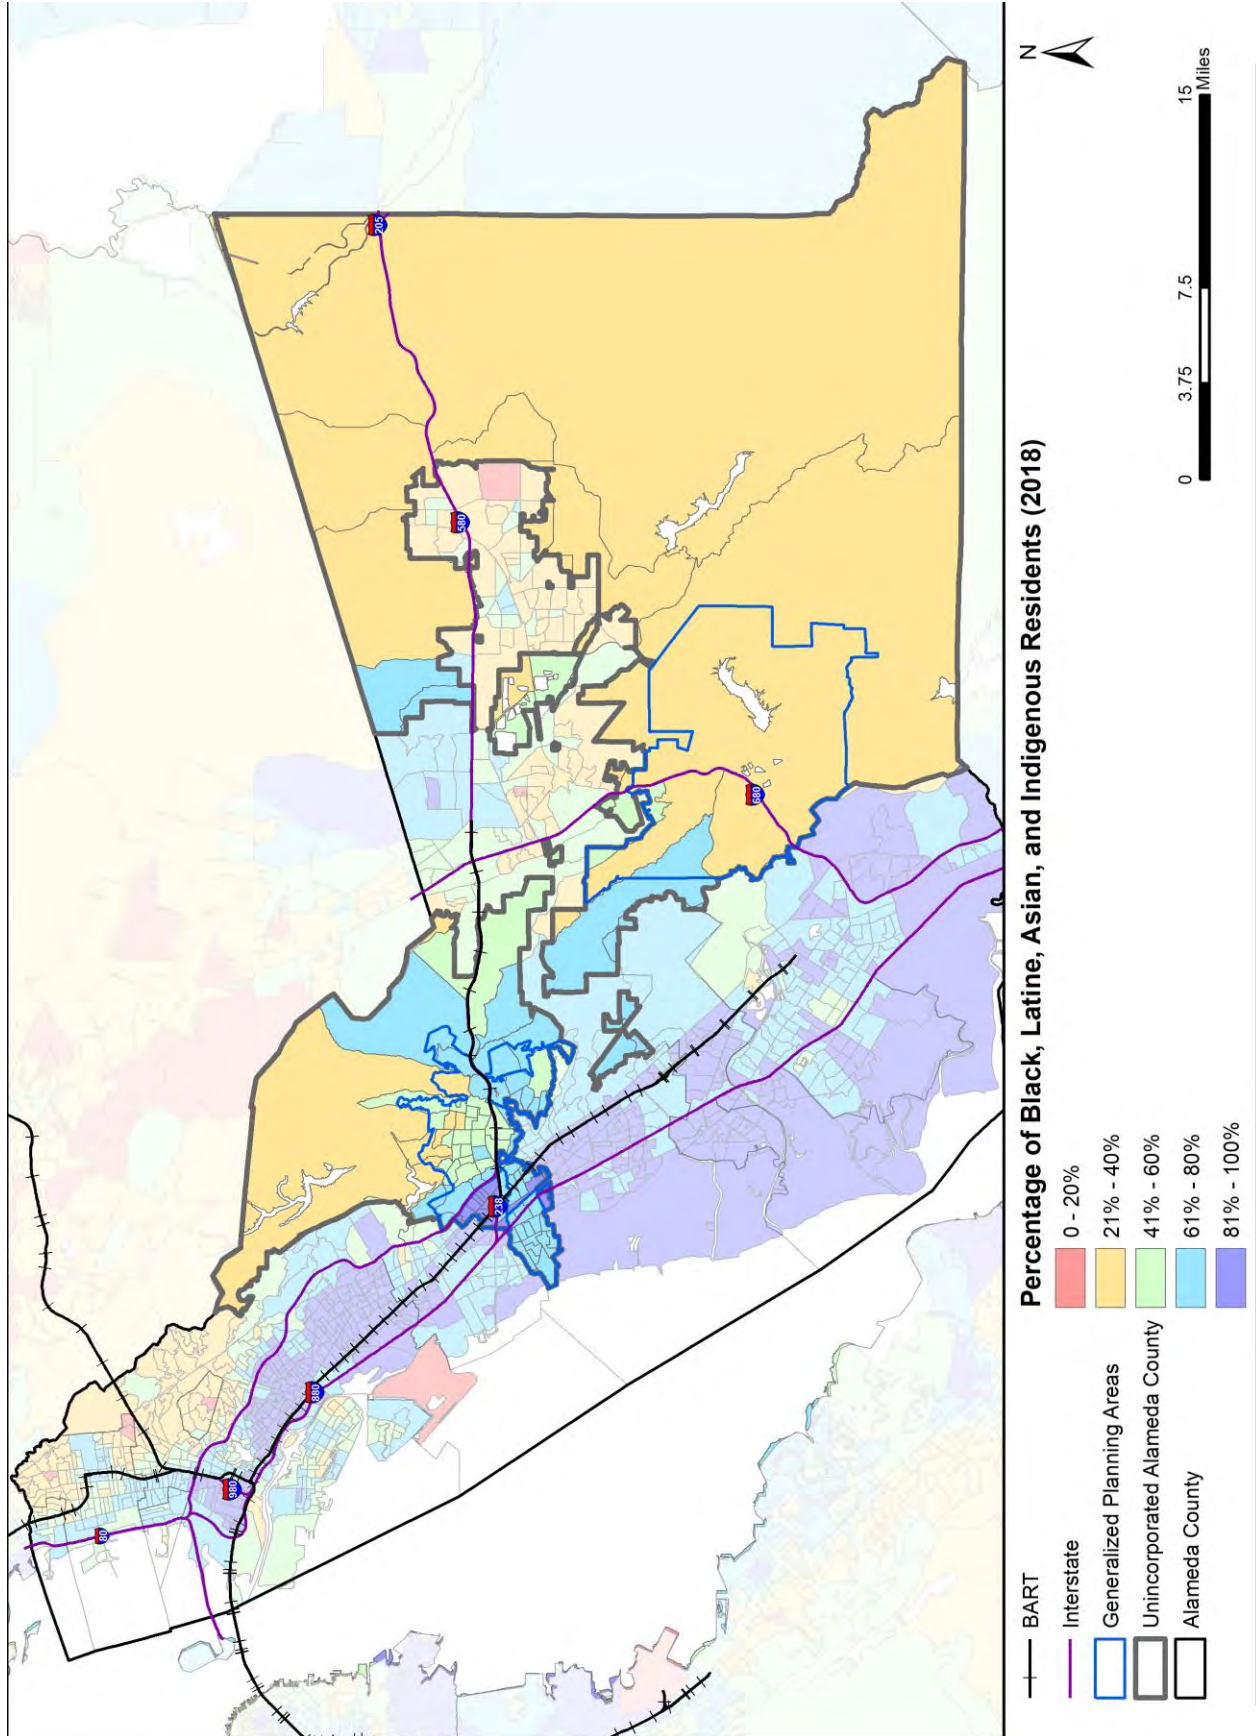 80
980
880
238
580
205
680
Percentage of Black, Latine, Asian, and Indigenous Residents (2018)
BART
Interstate
Generalized Planning Areas
Unincorporated Alameda County
Alameda County
0 - 20%
21% - 40%
41% - 60%
61% - 80%
81% - 100%
0 3.75 7.5 15
Miles
N